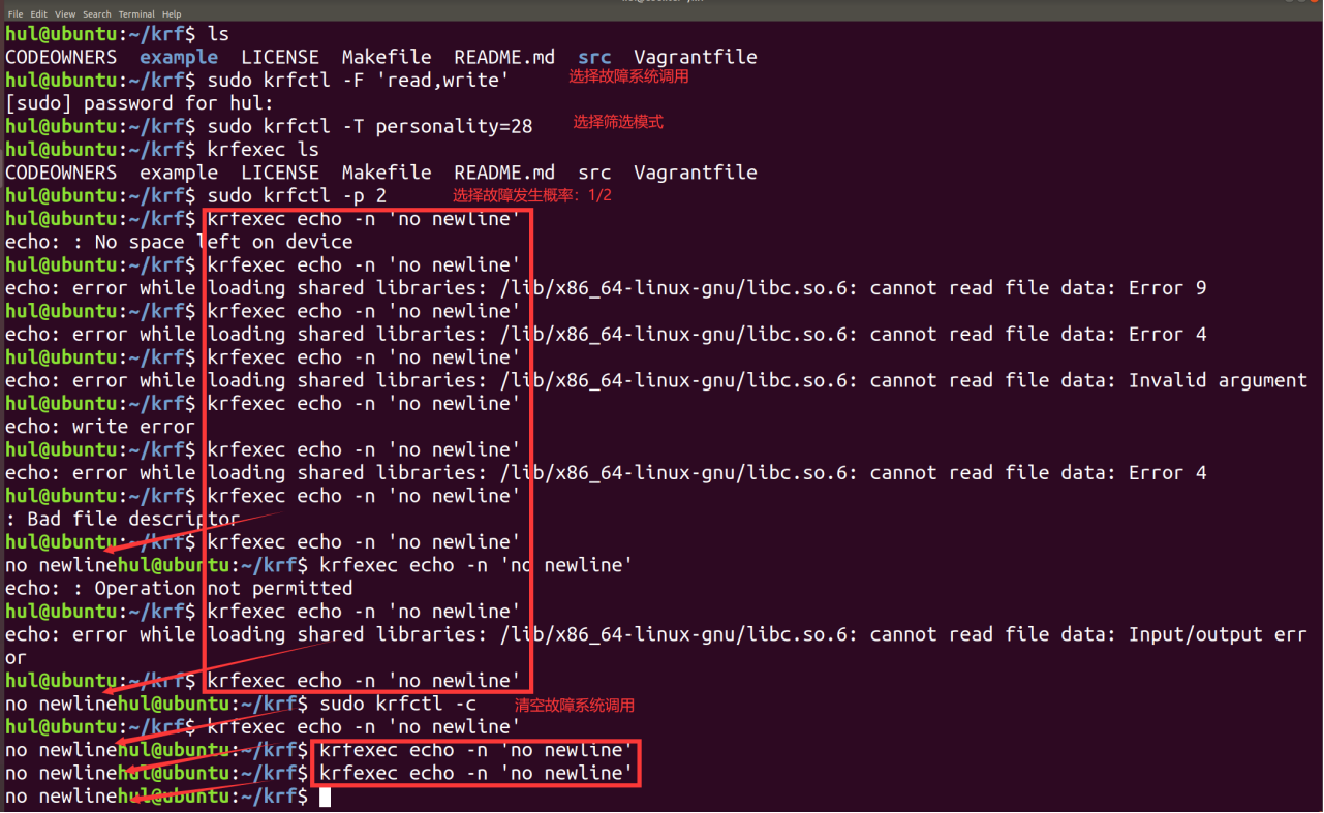 File Edit View Search Terminal Help
hul@ubuntu:~/krf$ ls
CODEOWNERS example LICENSE Makefile README.md src Vagrantfile
hul@ubuntu:~/krf$ sudo krfctl -F 'read,write' 选择故障系统调用
[sudo] password for hul:
hul@ubuntu:~/krf$ sudo krfctl -T personality=28 选择筛选模式
hul@ubuntu:~/krf$ krfexec ls
CODEOWNERS example LICENSE Makefile README.md src Vagrantfile
hul@ubuntu:~/krf$ sudo krfctl -p 2 选择故障发生概率：1/2
hul@ubuntu:~/krf$ krfexec echo -n 'no newline'
echo: : No space left on device
hul@ubuntu:~/krf$ krfexec echo -n 'no newline'
echo: error while loading shared libraries: /lib/x86_64-linux-gnu/libc.so.6: cannot read file data: Error 9
hul@ubuntu:~/krf$ krfexec echo -n 'no newline'
echo: error while loading shared libraries: /lib/x86_64-linux-gnu/libc.so.6: cannot read file data: Error 4
hul@ubuntu:~/krf$ krfexec echo -n 'no newline'
echo: error while loading shared libraries: /lib/x86_64-linux-gnu/libc.so.6: cannot read file data: Invalid argument
hul@ubuntu:~/krf$ krfexec echo -n 'no newline'
echo: write error
hul@ubuntu:~/krf$ krfexec echo -n 'no newline'
echo: error while loading shared libraries: /lib/x86_64-linux-gnu/libc.so.6: cannot read file data: Error 4
hul@ubuntu:~/krf$ krfexec echo -n 'no newline'
: Bad file descriptor
hul@ubuntu:~/krf$ krfexec echo -n 'no newline'
no newlinehul@ubuntu:~/krf$ krfexec echo -n 'no newline'
echo: : Operation not permitted
hul@ubuntu:~/krf$ krfexec echo -n 'no newline'
echo: error while loading shared libraries: /lib/x86_64-linux-gnu/libc.so.6: cannot read file data: Input/output err
or
hul@ubuntu:~/krf$ krfexec echo -n 'no newline'
no newlinehul@ubuntu:~/krf$ sudo krfctl -c 清空故障系统调用
hul@ubuntu:~/krf$ krfexec echo -n 'no newline'
no newlinehul@ubuntu:~/krf$ krfexec echo -n 'no newline'
no newlinehul@ubuntu:~/krf$ krfexec echo -n 'no newline'
no newlinehul@ubuntu:~/krf$